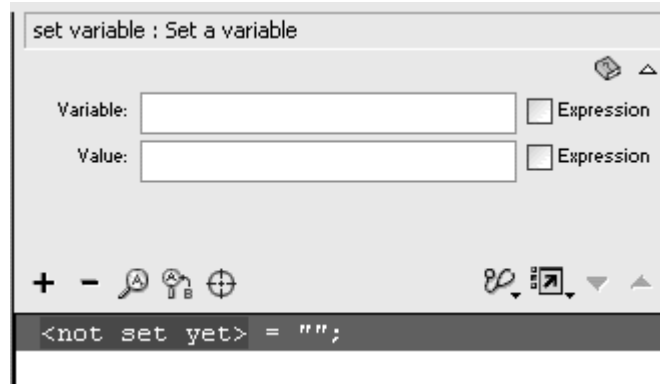 set variable : Set a variable
Variable: Expression
Value: Expression
<not set yet> = "";